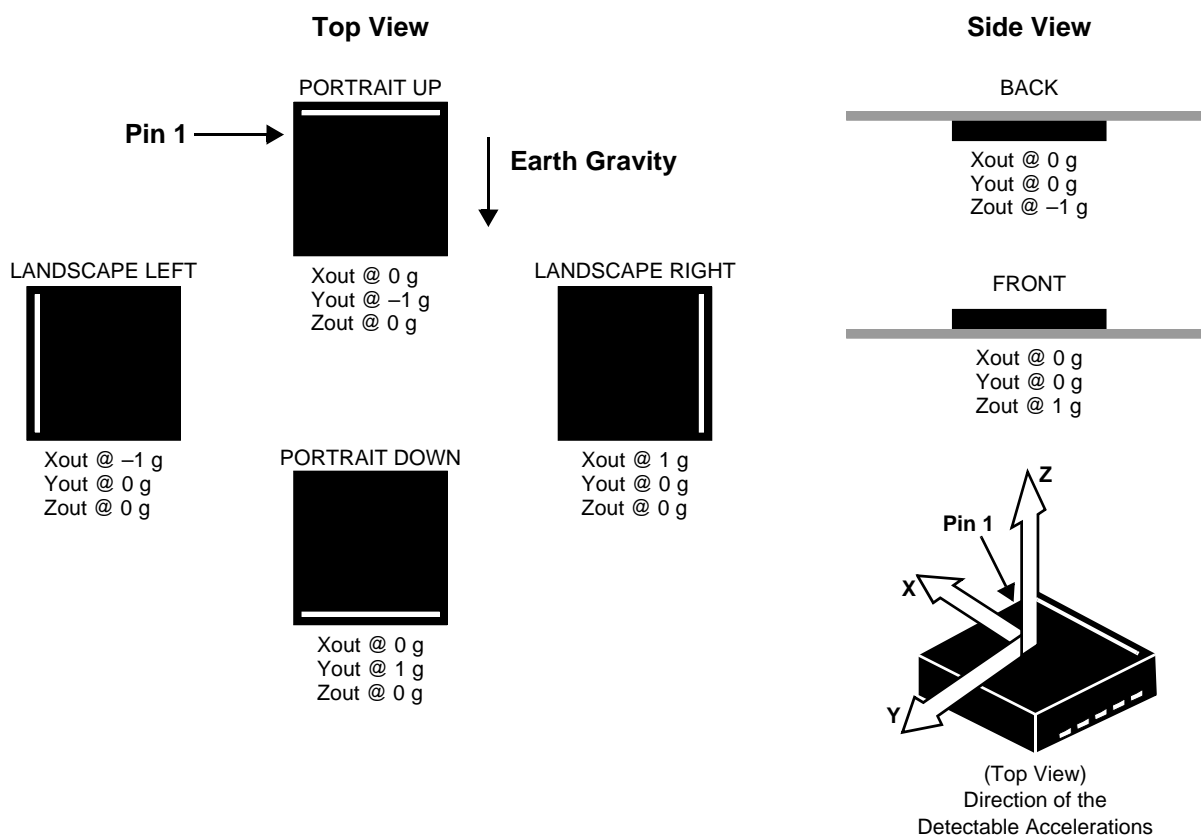 Top View
Side View
PORTRAIT UP
Pin 1
Earth Gravity
Xout @ 0 g
Yout @ –1 g
Zout @ 0 g
LANDSCAPE LEFT
Xout @ –1 g
Yout @ 0 g
Zout @ 0 g
LANDSCAPE RIGHT
Xout @ 1 g
Yout @ 0 g
Zout @ 0 g
PORTRAIT DOWN
Xout @ 0 g
Yout @ 1 g
Zout @ 0 g
BACK
Xout @ 0 g
Yout @ 0 g
Zout @ –1 g
FRONT
Xout @ 0 g
Yout @ 0 g
Zout @ 1 g
Z
Pin 1
X
Y
(Top View)
Direction of the
Detectable Accelerations